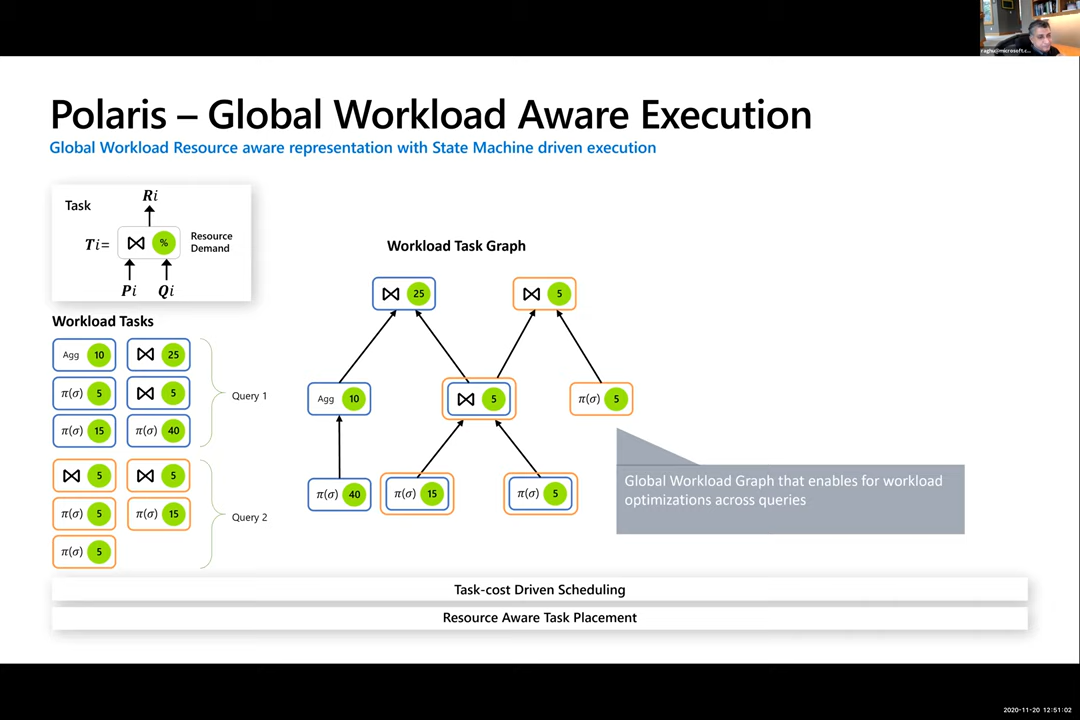 raghu@microsoft.c...
Polaris – Global Workload Aware Execution
Global Workload Resource aware representation with State Machine driven execution
Task
Ri
Ti=
⋈ %
Resource
Demand
Pi Qi
Workload Tasks
Agg 10
⋈ 25
π(σ) 5
⋈ 5
π(σ) 15
π(σ) 40
Query 1
⋈ 5
⋈ 5
π(σ) 5
π(σ) 15
π(σ) 5
Query 2
Workload Task Graph
⋈ 25
⋈ 5
Agg 10
⋈ 5
π(σ) 5
π(σ) 40
π(σ) 15
π(σ) 5
Global Workload Graph that enables for workload
optimizations across queries
Task-cost Driven Scheduling
Resource Aware Task Placement
2020-11-20 12:51:02